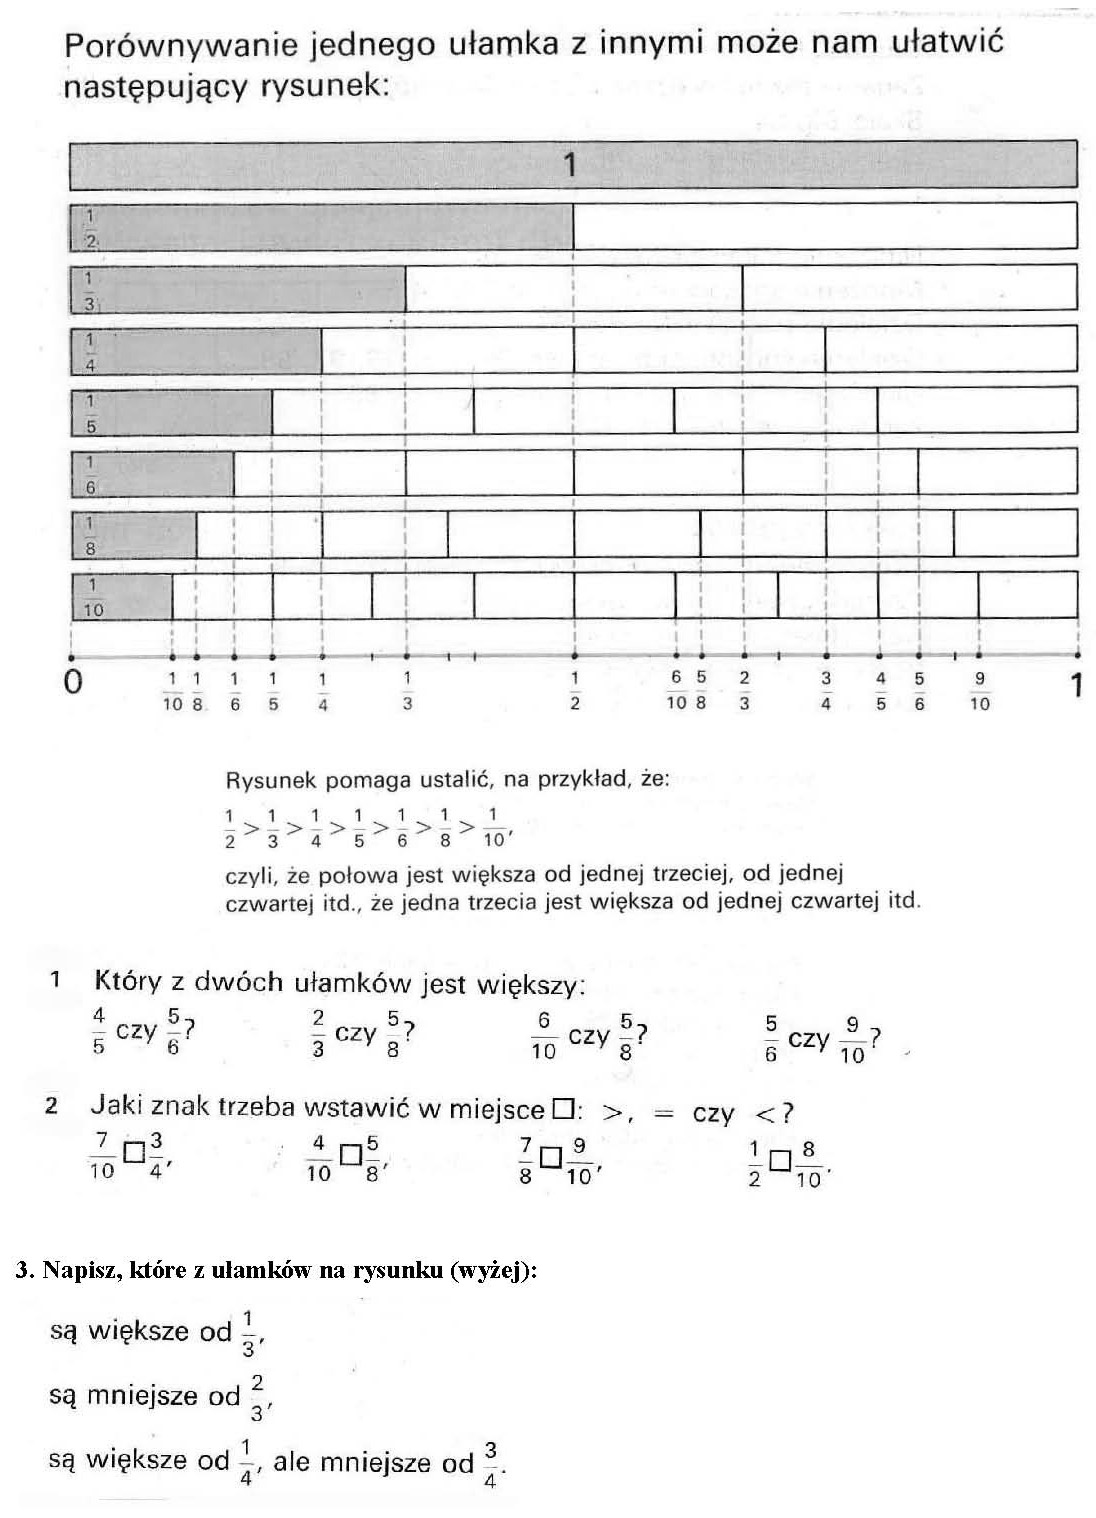 Porównywanie jednego ułamka z innymi może nam ułatwić
następujący rysunek:
1
1/2
1/3
1/4
1/5
1/6
1/8
1/10
0 1/10 1/8 1/6 1/5 1/4 1/3 1/2 6/10 5/8 2/3 3/4 4/5 5/6 9/10 1
Rysunek pomaga ustalić, na przykład, że:
1/2 > 1/3 > 1/4 > 1/5 > 1/6 > 1/8 > 1/10,
czyli, że połowa jest większa od jednej trzeciej, od jednej
czwartej itd., że jedna trzecia jest większa od jednej czwartej itd.
1 Który z dwóch ułamków jest większy:
4/5 czy 5/6? 2/3 czy 5/8? 6/10 czy 5/8? 5/6 czy 9/10?
2 Jaki znak trzeba wstawić w miejsce □: >, = czy <?
7/10 □ 3/4, 4/10 □ 5/8, 7/8 □ 9/10, 1/2 □ 8/10.
3. Napisz, które z ułamków na rysunku (wyżej):
są większe od 1/3,
są mniejsze od 2/3,
są większe od 1/4, ale mniejsze od 3/4.